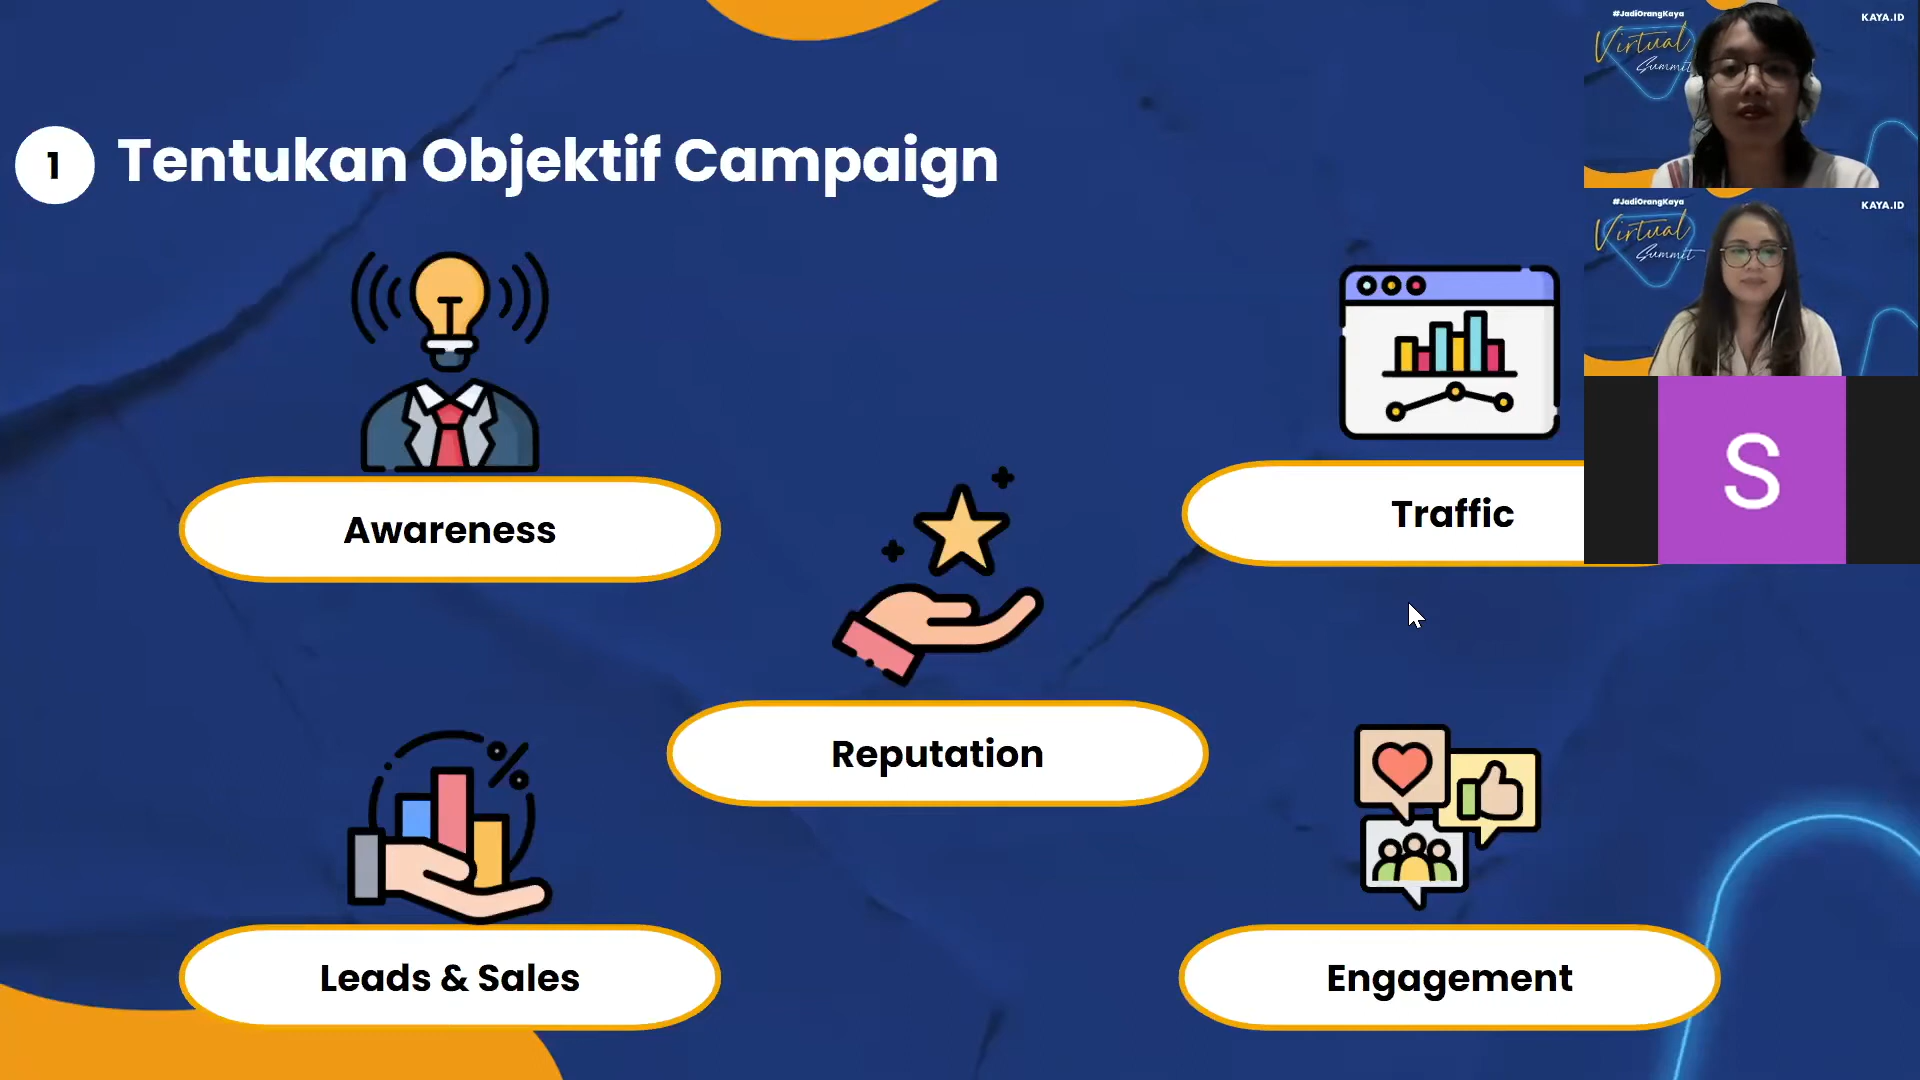 1 Tentukan Objektif Campaign
Awareness
Traffic
Reputation
Leads & Sales
Engagement
#JadiOrangKaya
KAYA.ID
Virtual
Summit
#JadiOrangKaya
KAYA.ID
Virtual
Summit
S